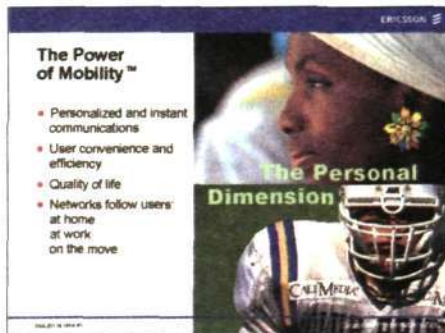 ERICSSON
The Power
of Mobility™
Personalized and instant
communications
User convenience and
efficiency
Quality of life
Networks follow users
at home
at work
on the move
The Personal
Dimension
CALIMEDIA